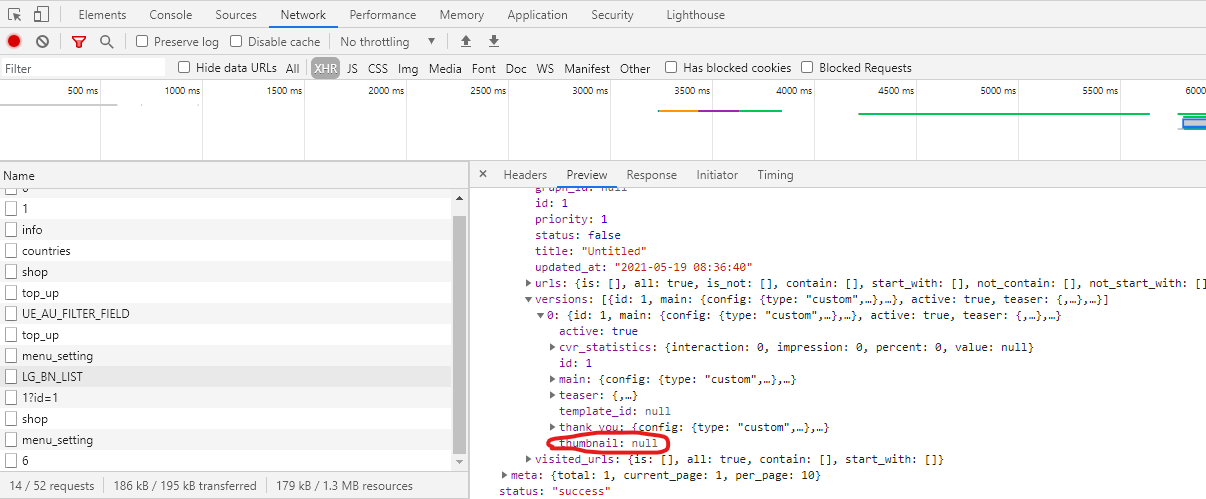 Elements Console Sources Network Performance Memory Application Security Lighthouse
Preserve log Disable cache No throttling
Filter Hide data URLs All XHR JS CSS Img Media Font Doc WS Manifest Other Has blocked cookies Blocked Requests
500 ms 1000 ms 1500 ms 2000 ms 2500 ms 3000 ms 3500 ms 4000 ms 4500 ms 5000 ms 5500 ms 6000
Name
1
info
countries
shop
top_up
UE_AU_FILTER_FIELD
top_up
menu_setting
LG_BN_LIST
1?id=1
shop
menu_setting
6
14 / 52 requests 186 kB / 195 kB transferred 179 kB / 1.3 MB resources
× Headers Preview Response Initiator Timing
graph_id: null
id: 1
priority: 1
status: false
title: "Untitled"
updated_at: "2021-05-19 08:36:40"
urls: {is: [], all: true, is_not: [], contain: [], start_with: [], not_contain: [], not_start_with: []
versions: [{id: 1, main: {config: {type: "custom",…},…}, active: true, teaser: {,…},…}]
0: {id: 1, main: {config: {type: "custom",…},…}, active: true, teaser: {,…},…}
active: true
cvr_statistics: {interaction: 0, impression: 0, percent: 0, value: null}
id: 1
main: {config: {type: "custom",…},…}
teaser: {,…}
template_id: null
thank_you: {config: {type: "custom",…},…}
thumbnail: null
visited_urls: {is: [], all: true, contain: [], start_with: []}
meta: {total: 1, current_page: 1, per_page: 10}
status: "success"